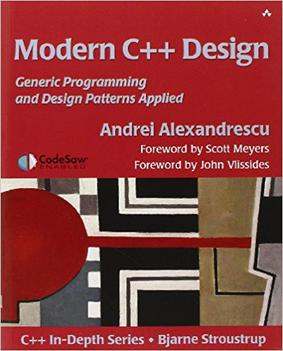 Modern C++ Design
Generic Programming
and Design Patterns Applied
Andrei Alexandrescu
Foreword by Scott Meyers
Foreword by John Vlissides
CodeSaw
ENABLED
C++ In-Depth Series • Bjarne Stroustrup